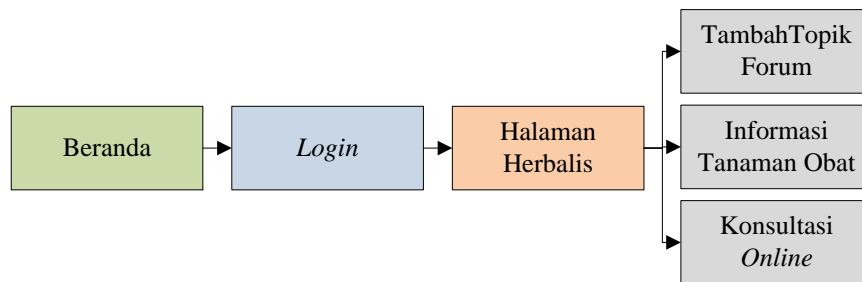 Beranda
Login
Halaman
Herbalis
TambahTopik
Forum
Informasi
Tanaman Obat
Konsultasi
Online